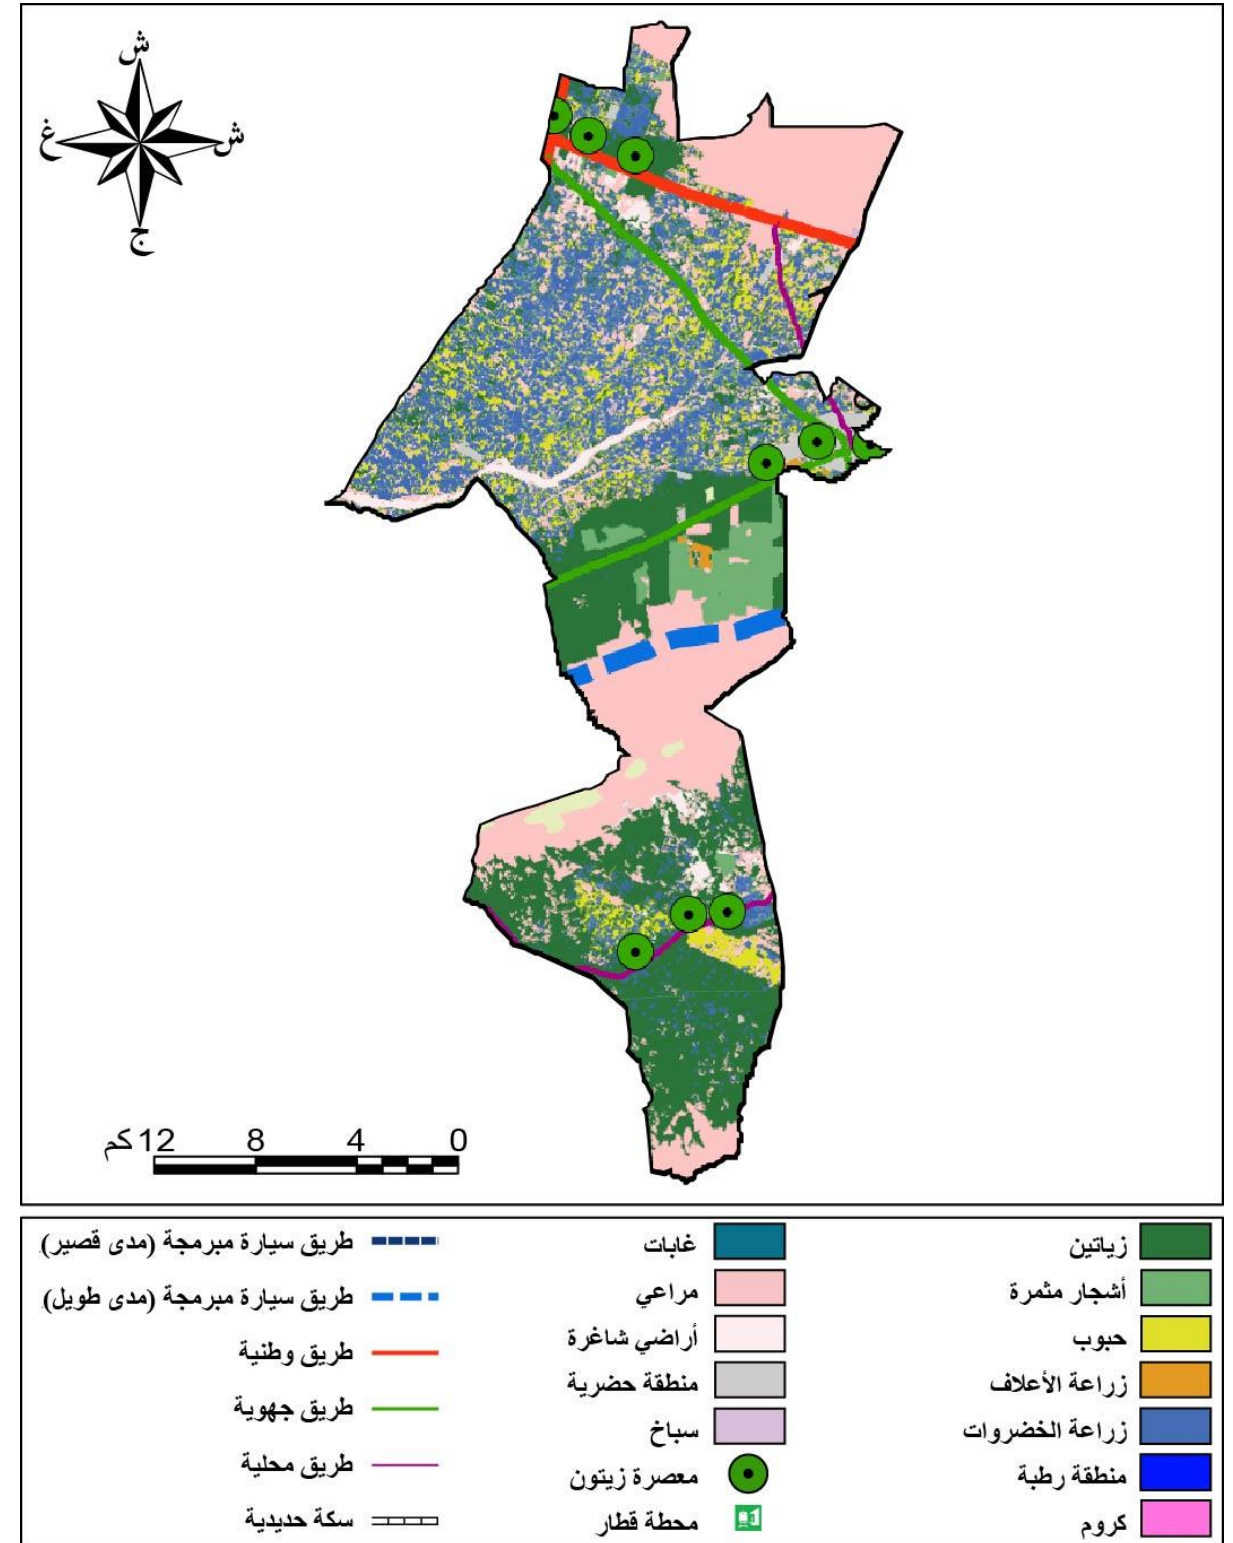 ش
غ
ش
ج
كم 12 8 4 0
زياتين
أشجار مثمرة
حبوب
زراعة الأعلاف
زراعة الخضروات
منطقة رطبة
كروم
غابات
مراعي
أراضي شاغرة
منطقة حضرية
سباخ
معصرة زيتون
محطة قطار
طريق سيارة مبرمجة (مدى قصير)
طريق سيارة مبرمجة (مدى طويل)
طريق وطنية
طريق جهوية
طريق محلية
سكة حديدية